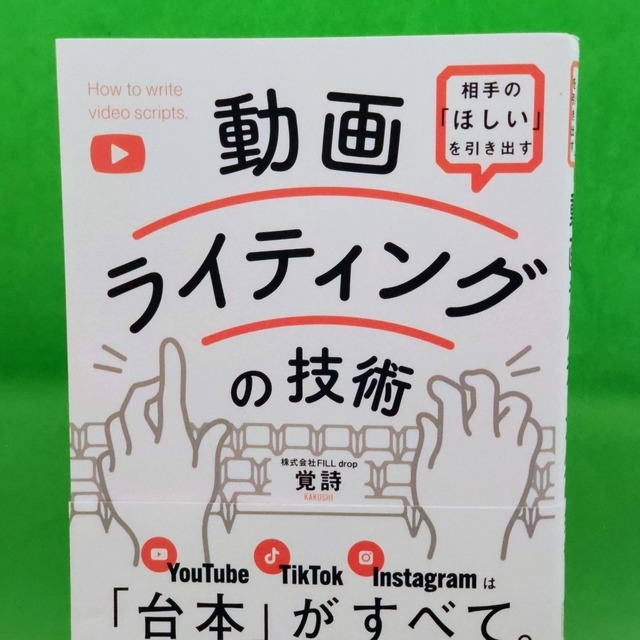 How to write
video scripts.
相手の
「ほしい」
を引き出す
動画
ライティング
の技術
株式会社FILL drop
覚詩
KAKUSHI
YouTube TikTok Instagramは
「台本」がすべて。